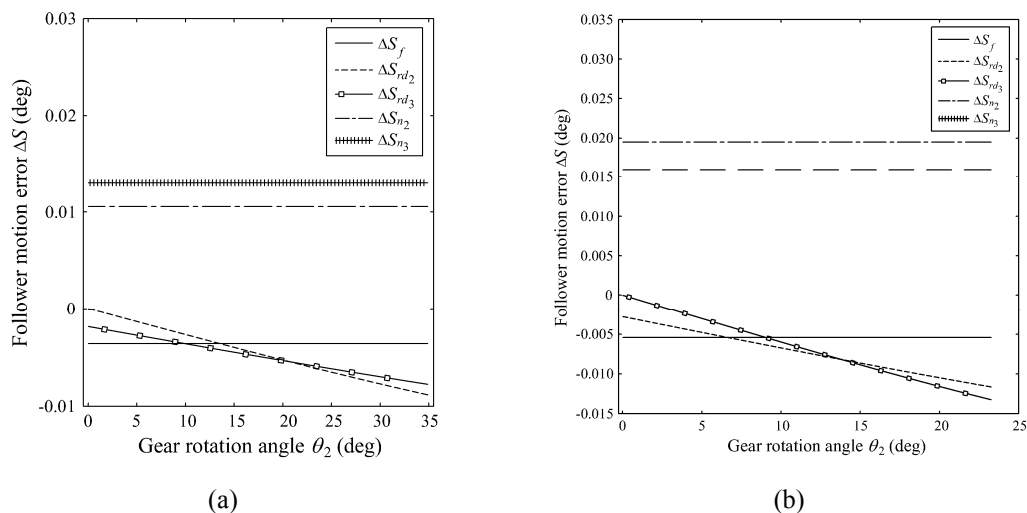 0.03
0.02
0.01
0
-0.01
Follower motion error ΔS (deg)
ΔS_f
ΔS_rd₂
ΔS_rd₃
ΔS_n₂
ΔS_n₃
0 5 10 15 20 25 30 35
Gear rotation angle θ₂ (deg)
(a)
0.035
0.030
0.025
0.020
0.015
0.010
0.005
0
-0.005
-0.010
-0.015
Follower motion error ΔS (deg)
ΔS_f
ΔS_rd₂
ΔS_rd₃
ΔS_n₂
ΔS_n₃
0 5 10 15 20 25
Gear rotation angle θ₂ (deg)
(b)